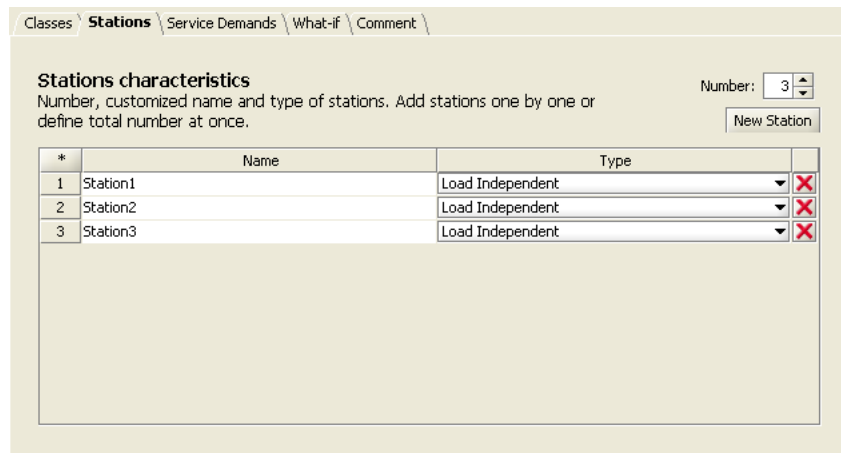 Classes Stations Service Demands What-if Comment
Stations characteristics
Number, customized name and type of stations. Add stations one by one or
define total number at once.
Number: 3
New Station
* Name Type
1 Station1 Load Independent
2 Station2 Load Independent
3 Station3 Load Independent